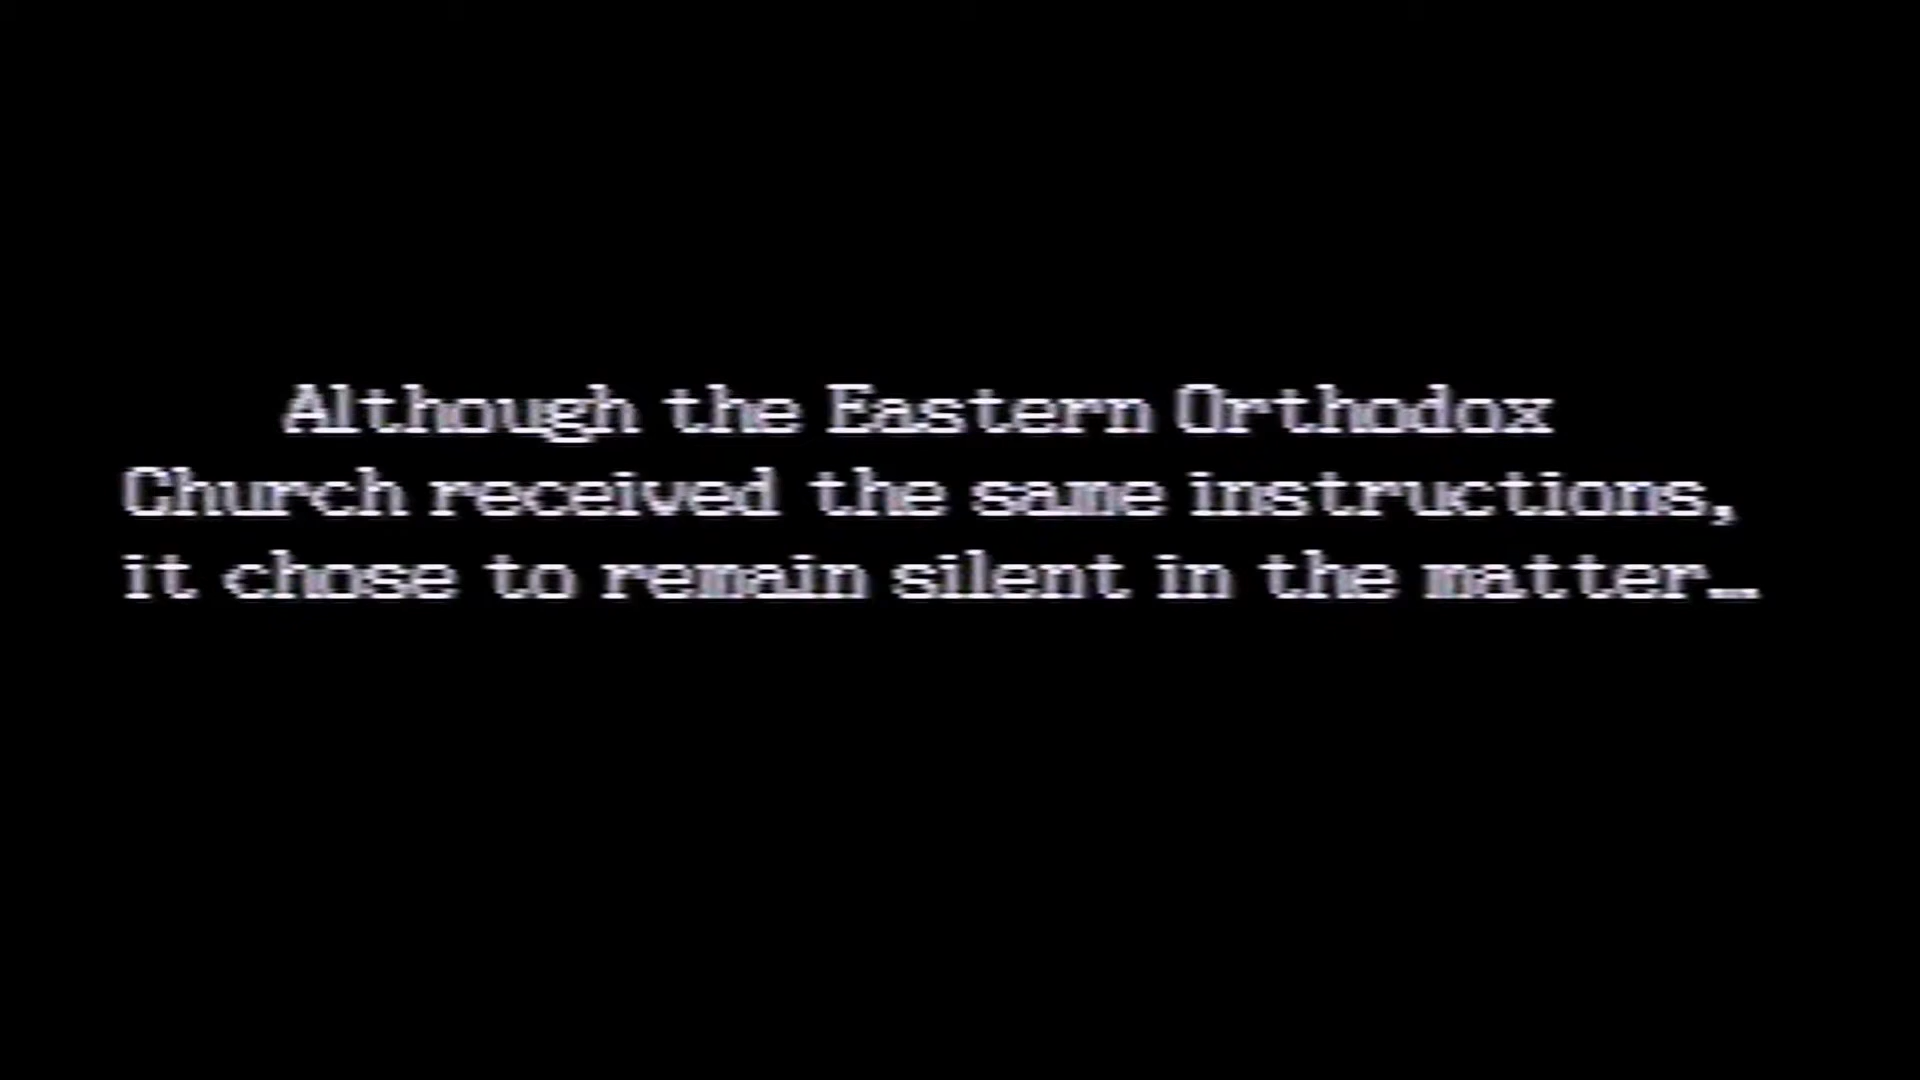 Although the Eastern Orthodox
Church received the same instructions,
it chose to remain silent in the matter…